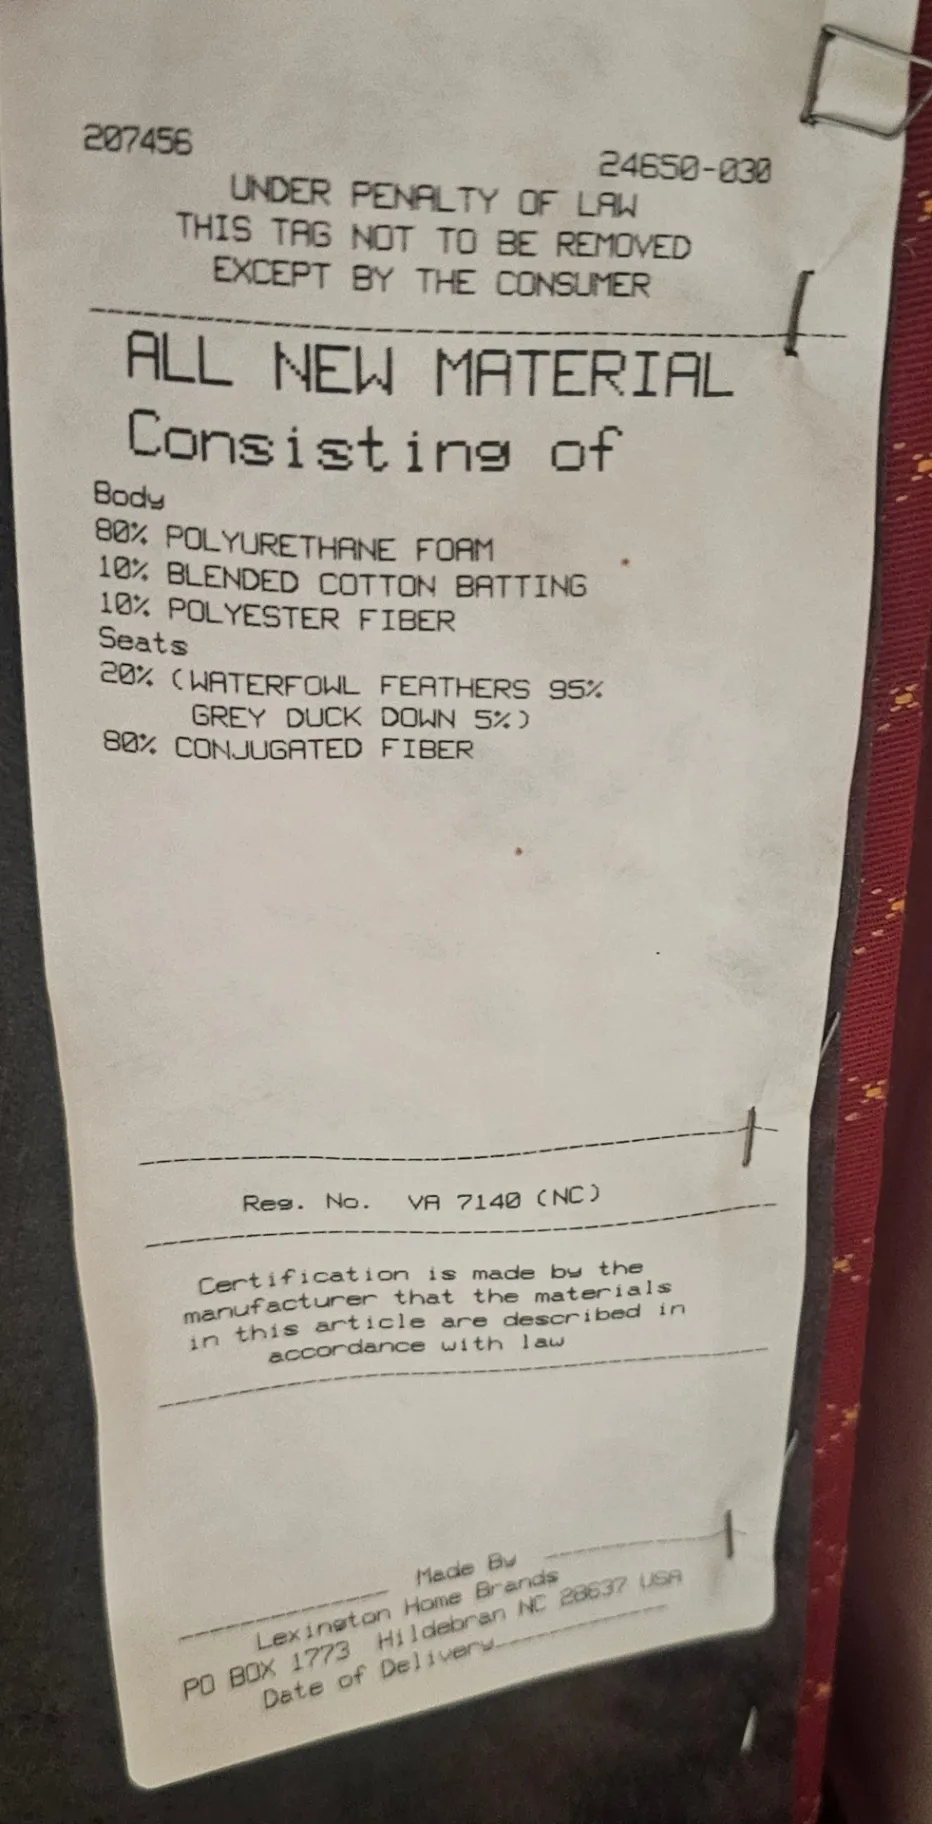 207456
24650-030
UNDER PENALTY OF LAW
THIS TAG NOT TO BE REMOVED
EXCEPT BY THE CONSUMER
ALL NEW MATERIAL
Consisting of
Body
80% POLYURETHANE FOAM
10% BLENDED COTTON BATTING
10% POLYESTER FIBER
Seats
20% (WATERFOWL FEATHERS 95%
GREY DUCK DOWN 5%)
80% CONJUGATED FIBER
Reg. No. VA 7140 (NC)
Certification is made by the
manufacturer that the materials
in this article are described in
accordance with law
Made By
Lexington Home Brands
PO BOX 1773 Hildebran NC 28637 USA
Date of Delivery